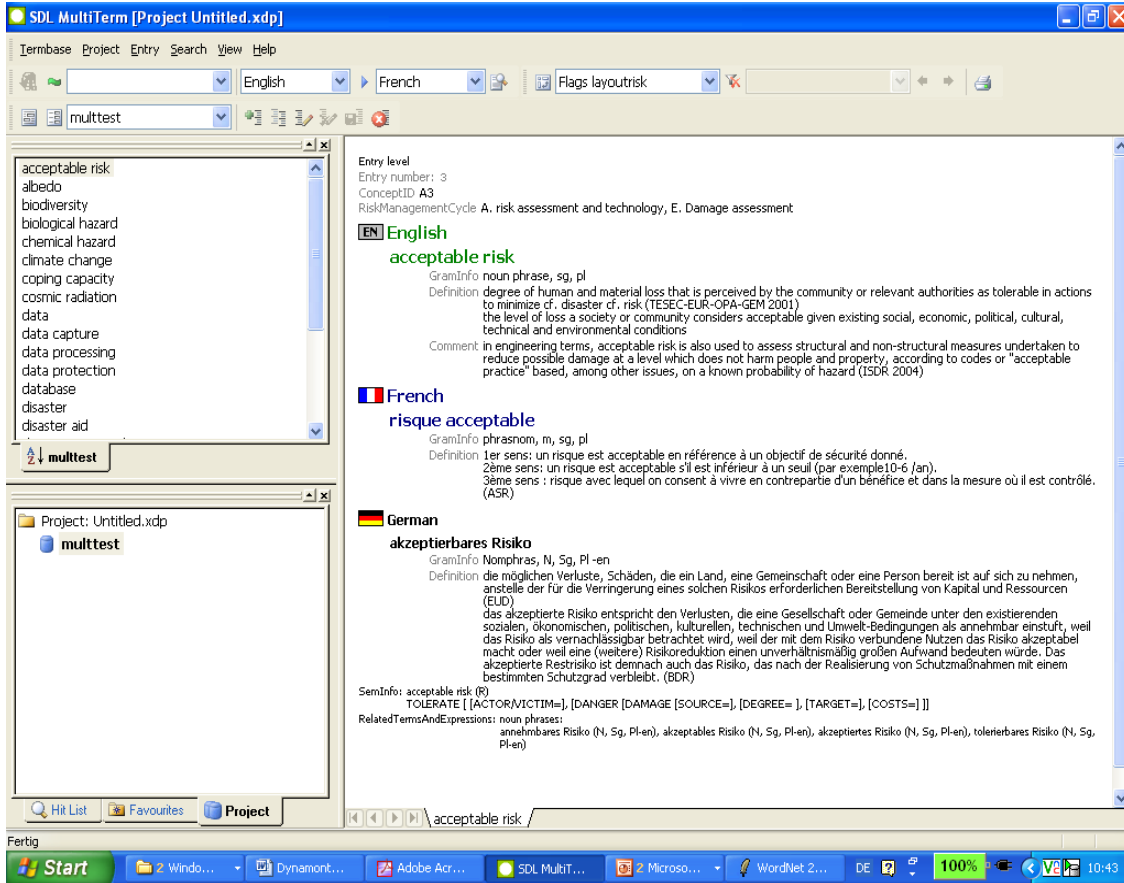 SDL MultiTerm [Project Untitled.xdp]
Termbase Project Entry Search View Help
English French Flags layoutrisk
multtest
acceptable risk
albedo
biodiversity
biological hazard
chemical hazard
climate change
coping capacity
cosmic radiation
data
data capture
data processing
data protection
database
disaster
disaster aid
multtest
Project: Untitled.xdp
multtest
Hit List Favourites Project
Entry level
Entry number: 3
ConceptID A3
RiskManagementCycle A. risk assessment and technology, E. Damage assessment
EN English
acceptable risk
GramInfo noun phrase, sg, pl
Definition degree of human and material loss that is perceived by the community or relevant authorities as tolerable in actions
to minimize cf. disaster cf. risk (TESEC-EUR-OPA-GEM 2001)
the level of loss a society or community considers acceptable given existing social, economic, political, cultural,
technical and environmental conditions
Comment in engineering terms, acceptable risk is also used to assess structural and non-structural measures undertaken to
reduce possible damage at a level which does not harm people and property, according to codes or "acceptable
practice" based, among other issues, on a known probability of hazard (ISDR 2004)
French
risque acceptable
GramInfo phrasnom, m, sg, pl
Definition 1er sens: un risque est acceptable en référence à un objectif de sécurité donné.
2ème sens: un risque est acceptable s'il est inférieur à un seuil (par exemple10-6 /an).
3ème sens : risque avec lequel on consent à vivre en contrepartie d'un bénéfice et dans la mesure où il est contrôlé.
(ASR)
German
akzeptierbares Risiko
GramInfo Nomphras, N, Sg, Pl -en
Definition die möglichen Verluste, Schäden, die ein Land, eine Gemeinschaft oder eine Person bereit ist auf sich zu nehmen,
anstelle der für die Verringerung eines solchen Risikos erforderlichen Bereitstellung von Kapital und Ressourcen
(EUD)
das akzeptierte Risiko entspricht den Verlusten, die eine Gesellschaft oder Gemeinde unter den existierenden
sozialen, ökonomischen, politischen, kulturellen, technischen und Umwelt-Bedingungen als annehmbar einstuft, weil
das Risiko als vernachlässigbar betrachtet wird, weil der mit dem Risiko verbundene Nutzen das Risiko akzeptabel
macht oder weil eine (weitere) Risikoreduktion einen unverhältnismäßig großen Aufwand bedeuten würde. Das
akzeptierte Restrisiko ist demnach auch das Risiko, das nach der Realisierung von Schutzmaßnahmen mit einem
bestimmten Schutzgrad verbleibt. (BDR)
SemInfo: acceptable risk (R)
TOLERATE [ [ACTOR/VICTIM=], [DANGER [DAMAGE [SOURCE=], [DEGREE= ], [TARGET=], [COSTS=] ]]
RelatedTermsAndExpressions: noun phrases:
annehmbares Risiko (N, Sg, Pl-en), akzeptables Risiko (N, Sg, Pl-en), akzeptiertes Risiko (N, Sg, Pl-en), tolerierbares Risiko (N, Sg,
Pl-en)
acceptable risk
Fertig
Start 2 Windo... Dynamont... Adobe Acr... SDL MultiT... 2 Microso... WordNet 2... DE 100% 10:43